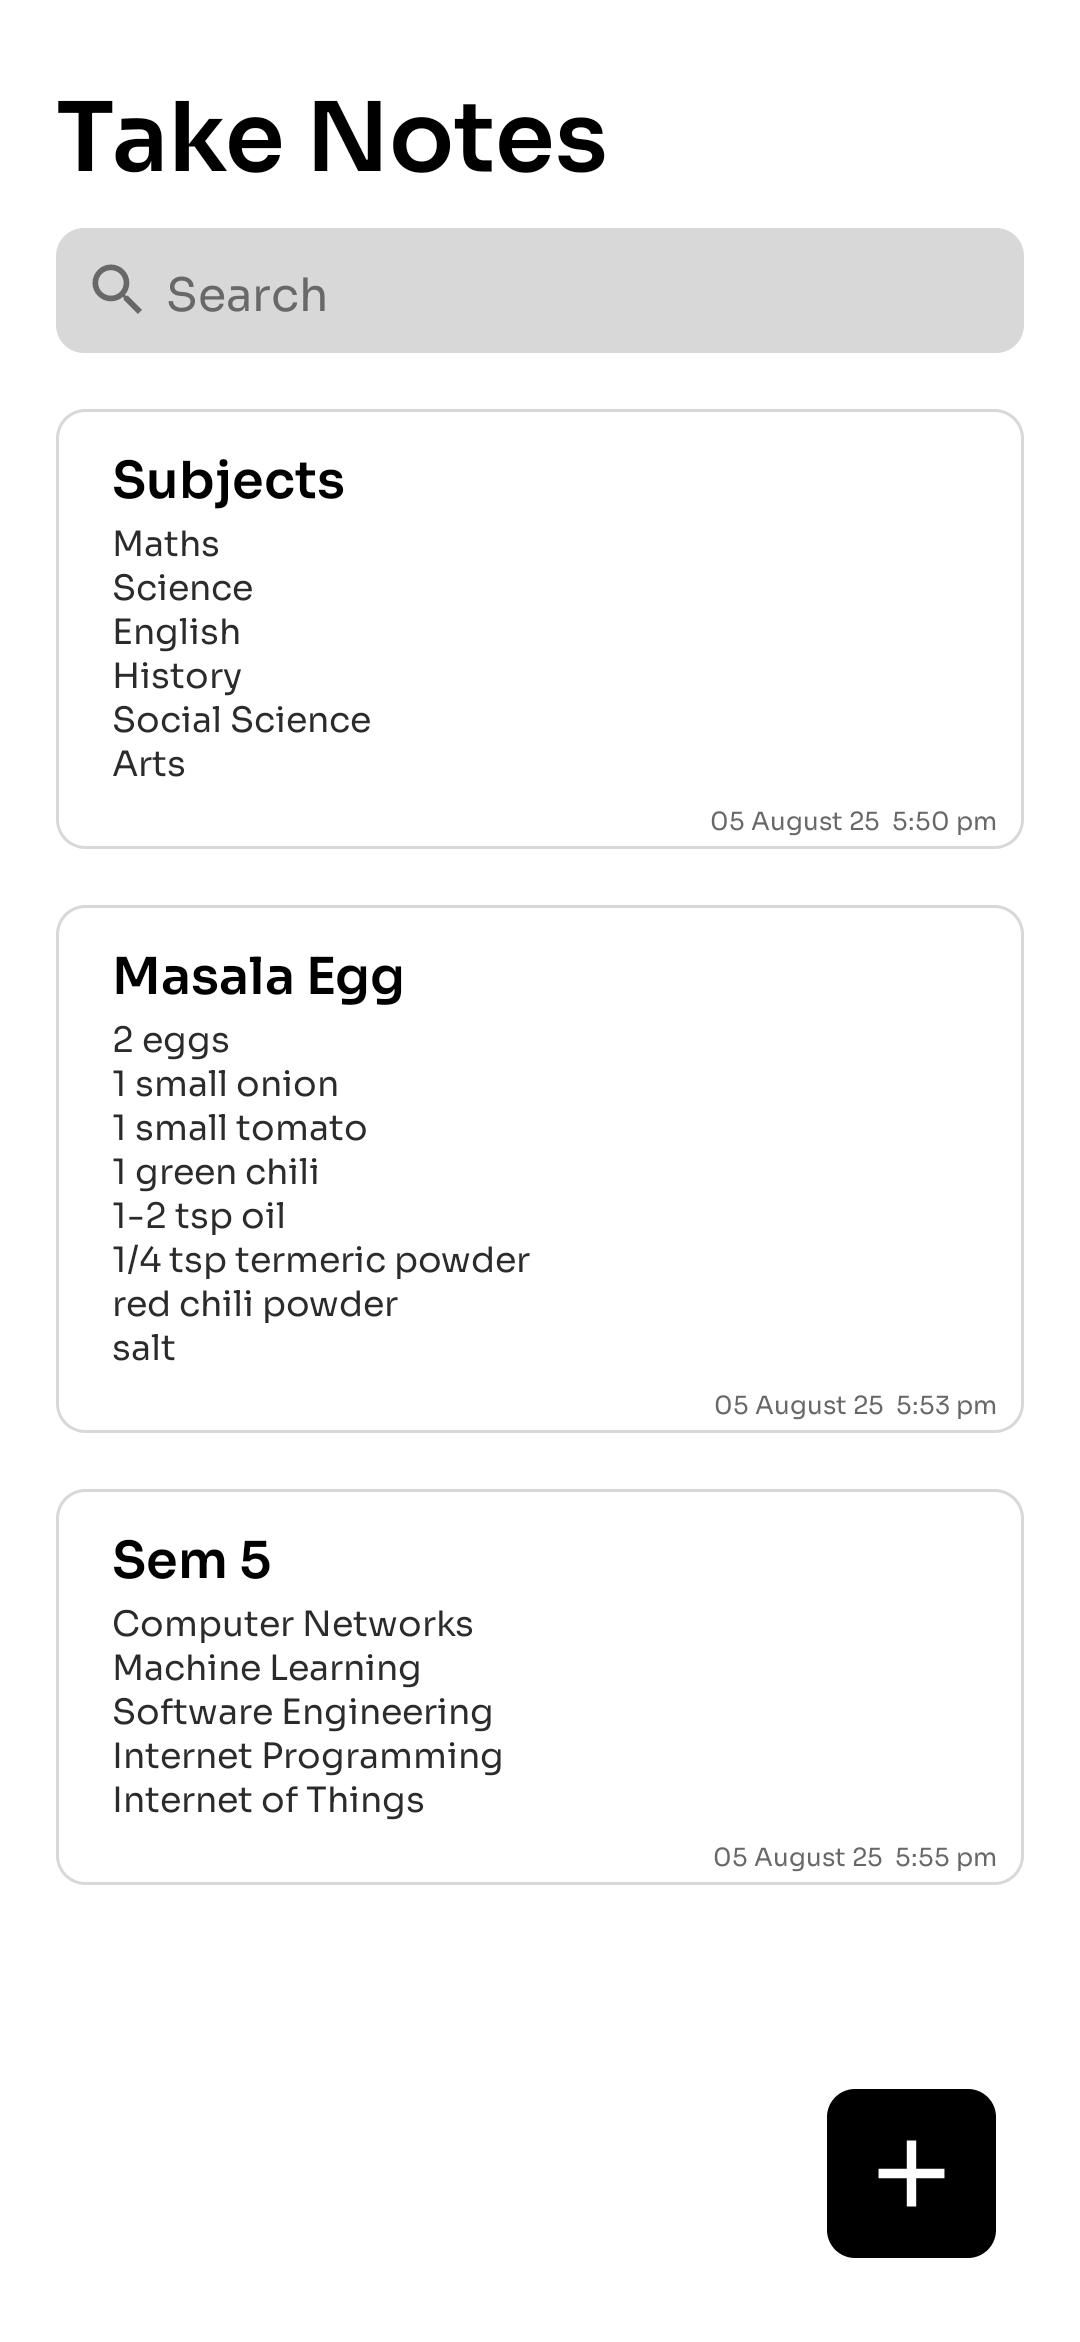 Take Notes
Search
Subjects
Maths
Science
English
History
Social Science
Arts
05 August 25  5:50 pm
Masala Egg
2 eggs
1 small onion
1 small tomato
1 green chili
1-2 tsp oil
1/4 tsp termeric powder
red chili powder
salt
05 August 25  5:53 pm
Sem 5
Computer Networks
Machine Learning
Software Engineering
Internet Programming
Internet of Things
05 August 25  5:55 pm